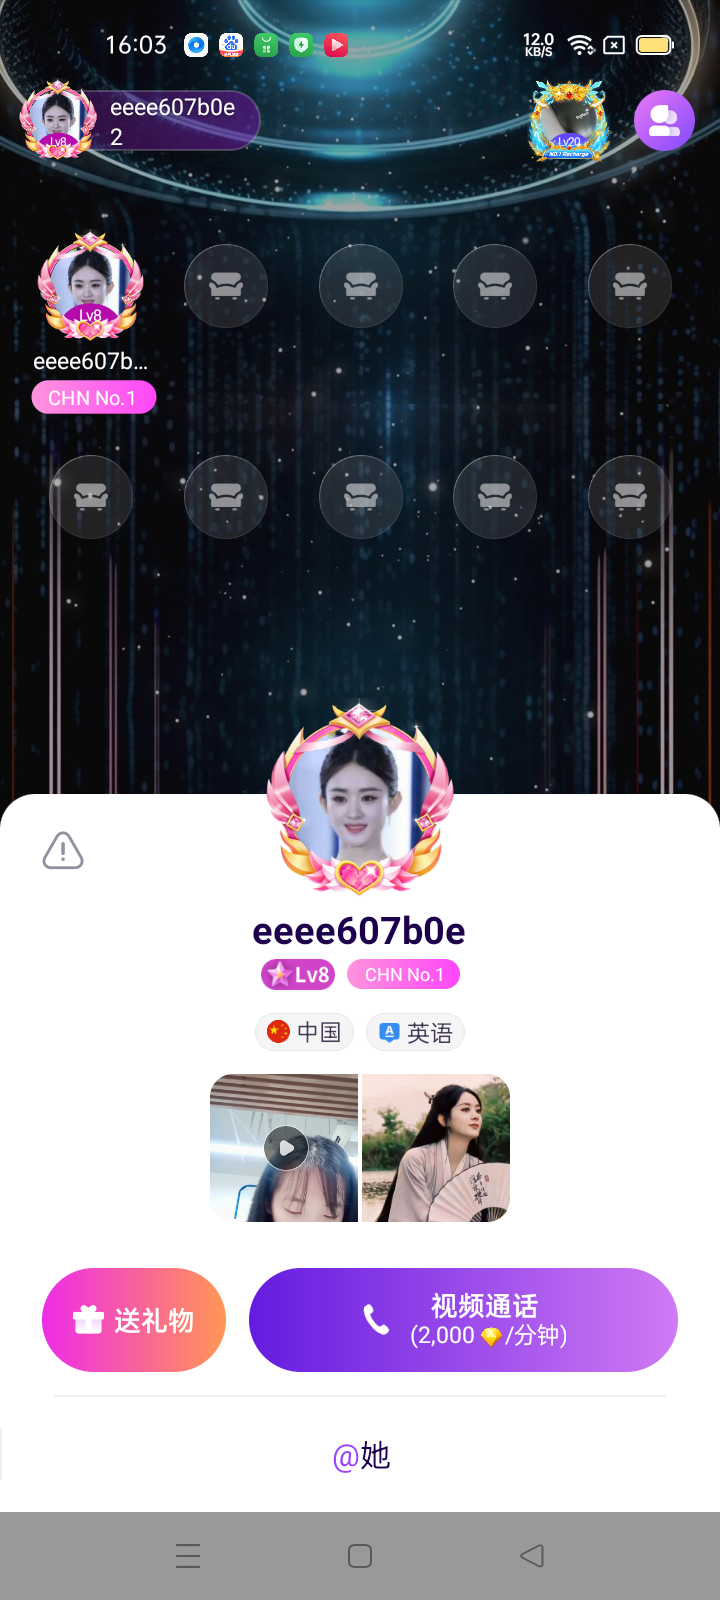 16:03
12.0
KB/S
eeee607b0e
2
Lv8
Lv20
NO.1 Recharge
Lv8
eeee607b...
CHN No.1
eeee607b0e
Lv8
CHN No.1
中国
A 英语
送礼物
视频通话
(2,000 /分钟)
@她